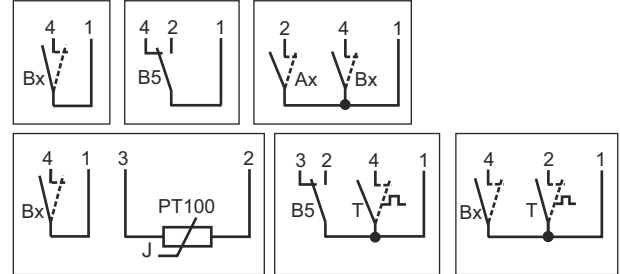 4 1
Bx
4 2 1
B5
2 4 1
Ax Bx
4 1 3 2
Bx PT100
J
3 2 4 1
B5 T
4 2 1
Bx T